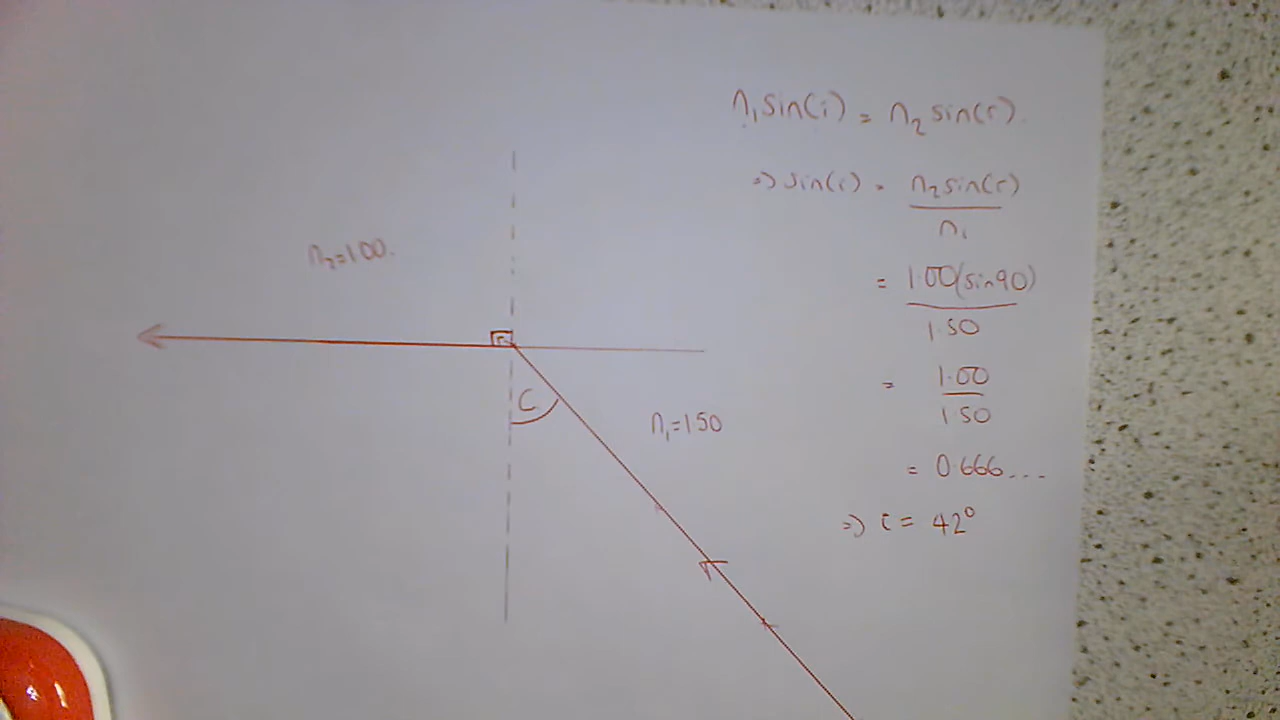 n₁sin(i) = n₂sin(r).
=> sin(i) = n₂sin(r)
n₁
n₂=1.00.
= 1.00(sin90)
1.50
= 1.00
1.50
C
n₁=1.50
= 0.666...
=> i = 42°